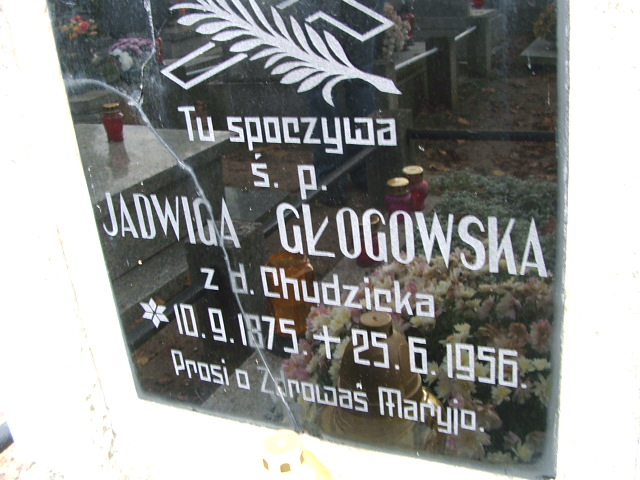 Tu spoczywa
ś. p.
JADWIGA GŁOGOWSKA
z d. Chudzicka
10.9.1875. + 25.6.1956.
Prosi o Zdrowaś Maryjo.